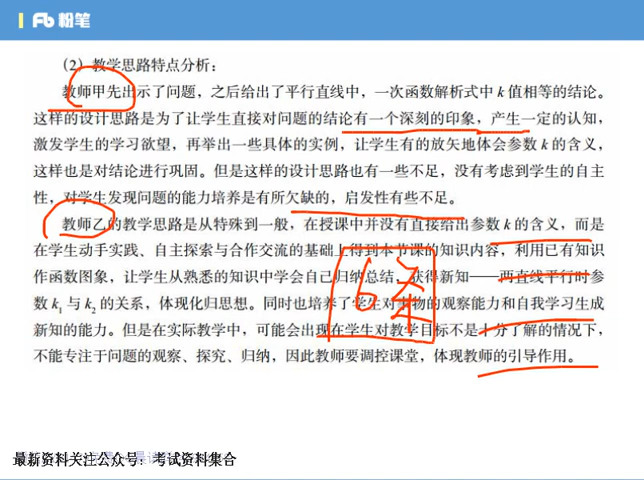 粉笔
（2）教学思路特点分析：
教师甲先出示了问题，之后给出了平行直线中，一次函数解析式中 k 值相等的结论。
这样的设计思路是为了让学生直接对问题的结论有一个深刻的印象，产生一定的认知，
激发学生的学习欲望，再举出一些具体的实例，让学生有的放矢地体会参数 k 的含义，
这样也是对结论进行巩固。但是这样的设计思路也有一些不足，没有考虑到学生的自主
性，对学生发现问题的能力培养是有所欠缺的，启发性有些不足。
教师乙的教学思路是从特殊到一般，在授课中并没有直接给出参数 k 的含义，而是
在学生动手实践、自主探索与合作交流的基础上得到本节课的知识内容，利用已有知识
作函数图象，让学生从熟悉的知识中学会自己归纳总结，获得新知——两直线平行时参
数 k₁ 与 k₂ 的关系，体现化归思想。同时也培养了学生对事物的观察能力和自我学习生成
新知的能力。但是在实际教学中，可能会出现在学生对教学目标不是十分了解的情况下，
不能专注于问题的观察、探究、归纳，因此教师要调控课堂，体现教师的引导作用。
6条
最新资料关注公众号：考试资料集合